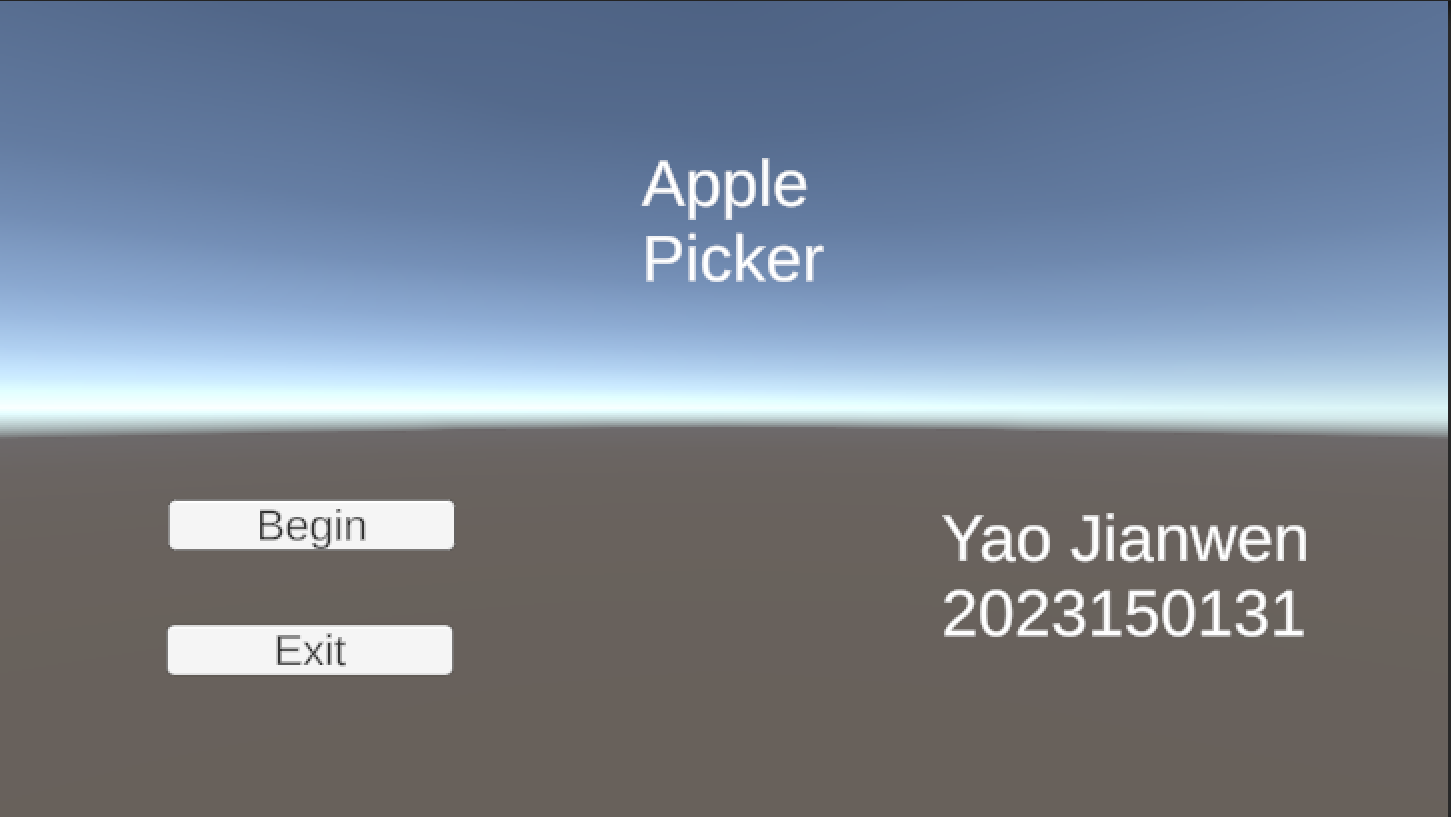 Apple
Picker
Begin
Exit
Yao Jianwen
2023150131